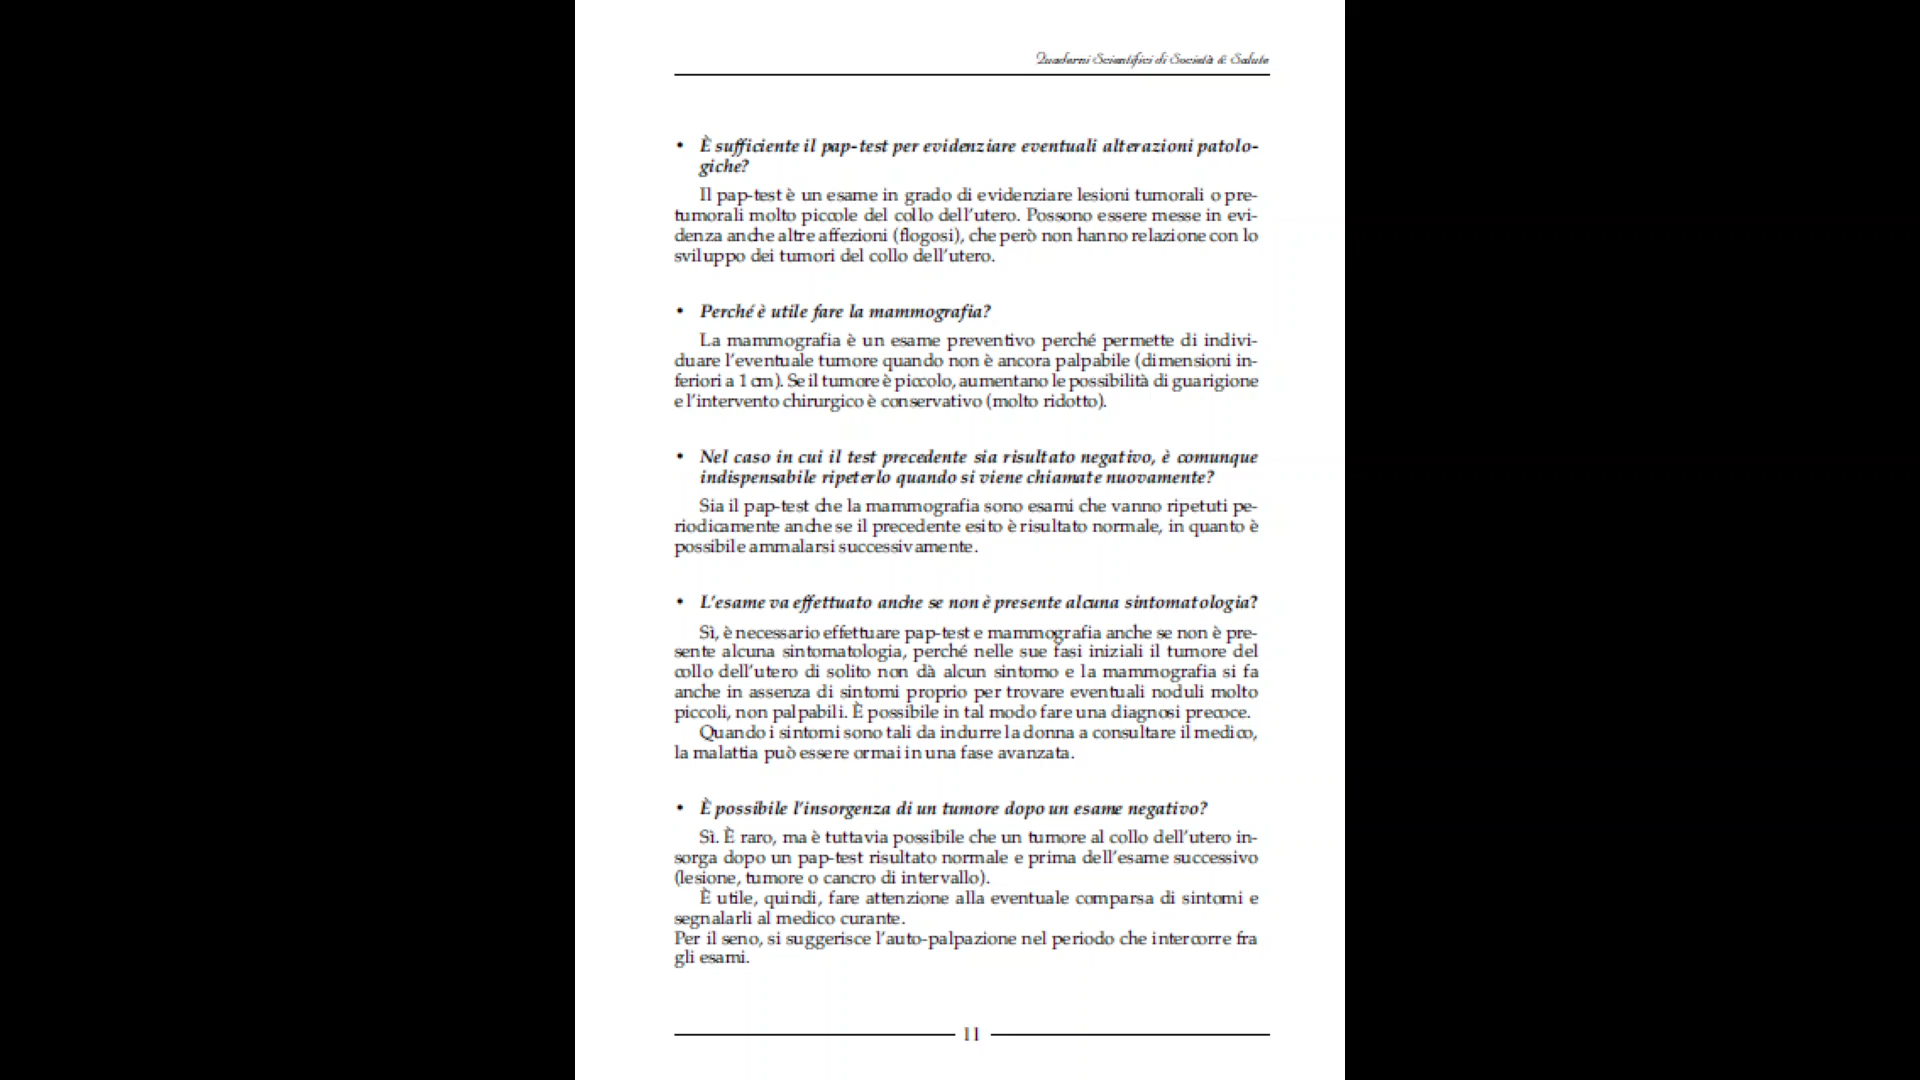 Quaderni Scientifici di Società & Salute
• È sufficiente il pap-test per evidenziare eventuali alterazioni patolo-
giche?
Il pap-test è un esame in grado di evidenziare lesioni tumorali o pre-
tumorali molto piccole del collo dell'utero. Possono essere messe in evi-
denza anche altre affezioni (flogosi), che però non hanno relazione con lo
sviluppo dei tumori del collo dell'utero.
• Perché è utile fare la mammografia?
La mammografia è un esame preventivo perché permette di indivi-
duare l'eventuale tumore quando non è ancora palpabile (dimensioni in-
feriori a 1 cm). Se il tumore è piccolo, aumentano le possibilità di guarigione
e l'intervento chirurgico è conservativo (molto ridotto).
• Nel caso in cui il test precedente sia risultato negativo, è comunque
indispensabile ripeterlo quando si viene chiamate nuovamente?
Sia il pap-test che la mammografia sono esami che vanno ripetuti pe-
riodicamente anche se il precedente esito è risultato normale, in quanto è
possibile ammalarsi successivamente.
• L'esame va effettuato anche se non è presente alcuna sintomatologia?
Sì, è necessario effettuare pap-test e mammografia anche se non è pre-
sente alcuna sintomatologia, perché nelle sue fasi iniziali il tumore del
collo dell'utero di solito non dà alcun sintomo e la mammografia si fa
anche in assenza di sintomi proprio per trovare eventuali noduli molto
piccoli, non palpabili. È possibile in tal modo fare una diagnosi precoce.
Quando i sintomi sono tali da indurre la donna a consultare il medico,
la malattia può essere ormai in una fase avanzata.
• È possibile l'insorgenza di un tumore dopo un esame negativo?
Sì. È raro, ma è tuttavia possibile che un tumore al collo dell'utero in-
sorga dopo un pap-test risultato normale e prima dell'esame successivo
(lesione, tumore o cancro di intervallo).
È utile, quindi, fare attenzione alla eventuale comparsa di sintomi e
segnalarli al medico curante.
Per il seno, si suggerisce l'auto-palpazione nel periodo che intercorre fra
gli esami.
11